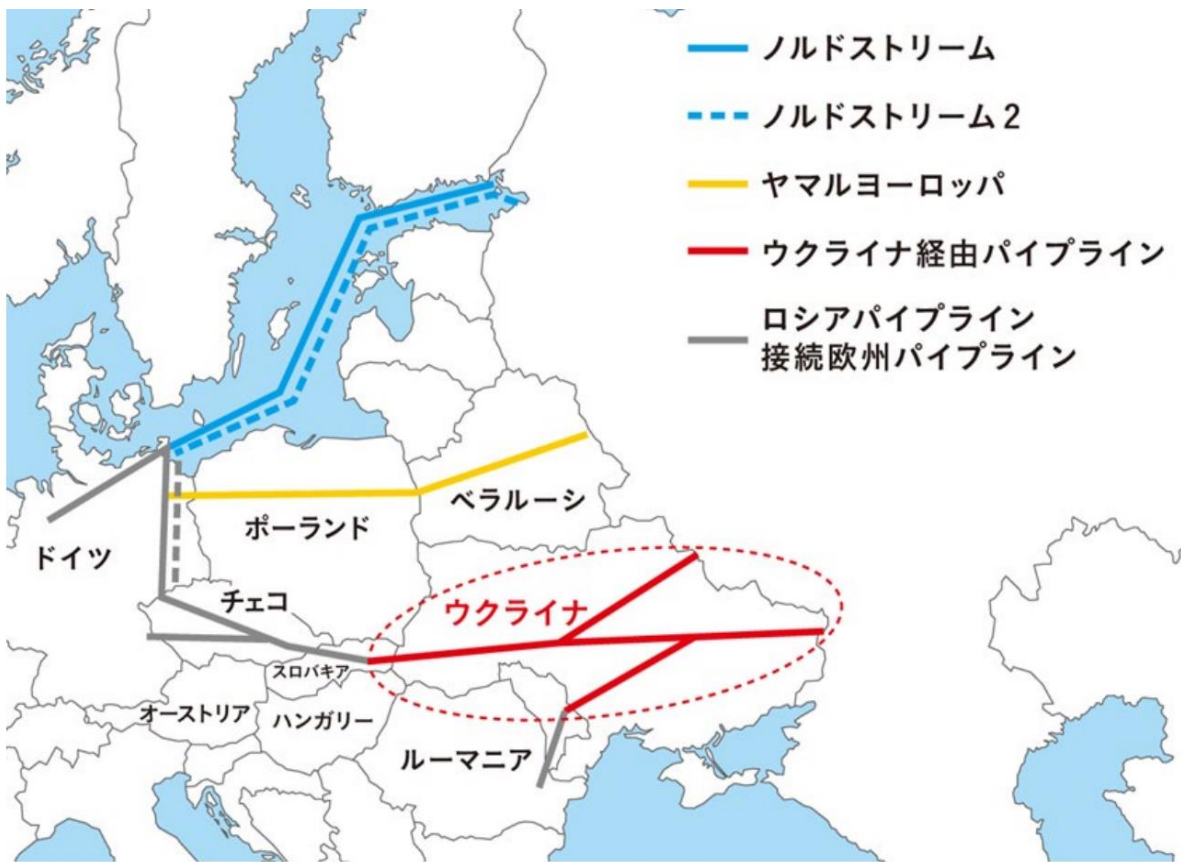 ノルドストリーム
ノルドストリーム2
ヤマルヨーロッパ
ウクライナ経由パイプライン
ロシアパイプライン
接続欧州パイプライン
ベラルーシ
ポーランド
ドイツ
チェコ
ウクライナ
スロバキア
オーストリア
ハンガリー
ルーマニア